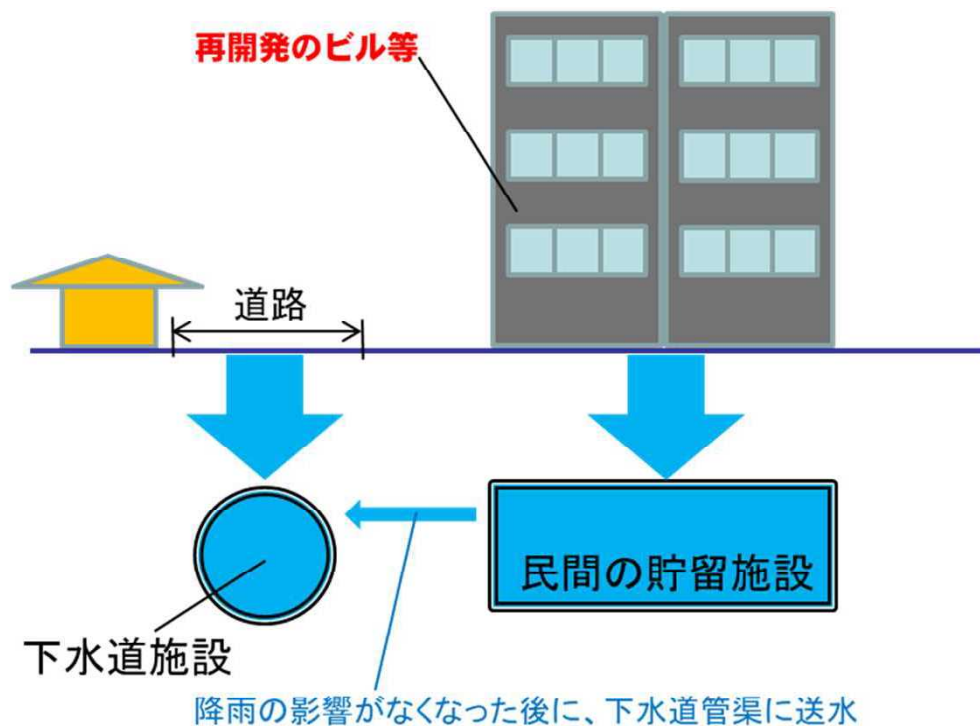 再開発のビル等
道路
民間の貯留施設
下水道施設
降雨の影響がなくなった後に、下水道管渠に送水